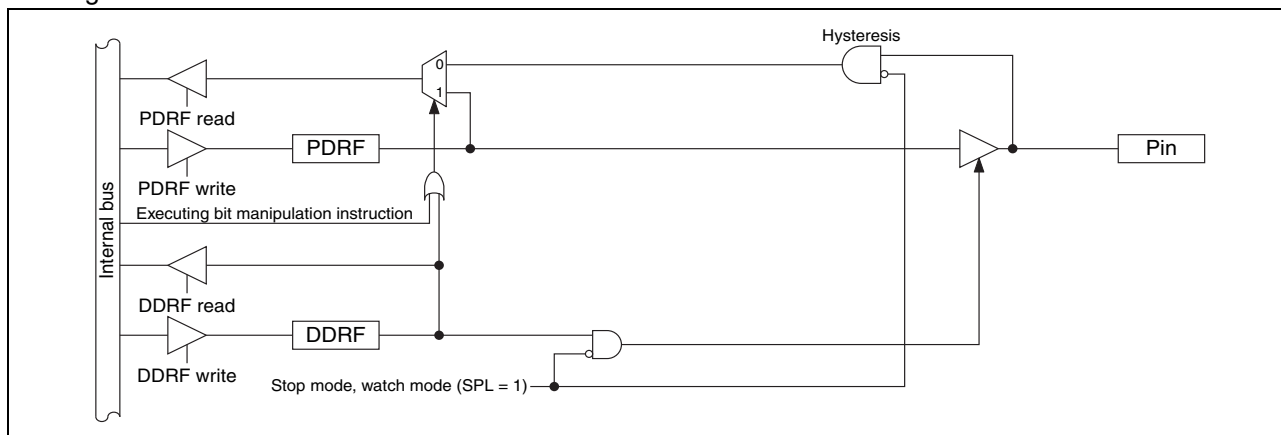 Hysteresis
0
1
PDRF read
PDRF
Pin
PDRF write
Executing bit manipulation instruction
Internal bus
DDRF read
DDRF
DDRF write
Stop mode, watch mode (SPL = 1)